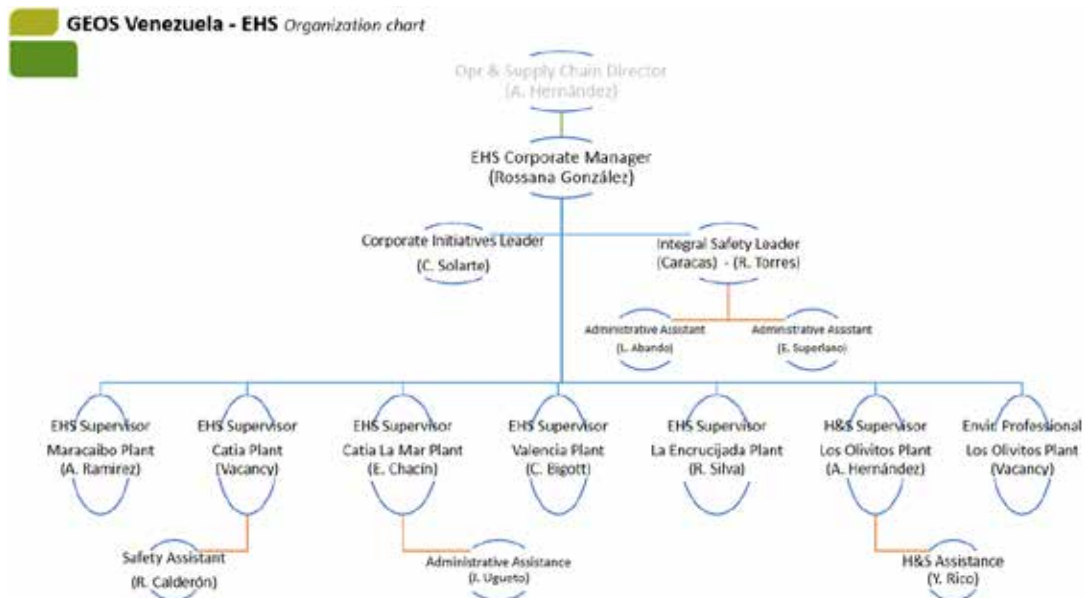 GEOS Venezuela - EHS Organization chart
Opr & Supply Chain Director
(A. Hernández)
EHS Corporate Manager
(Rossana González)
Corporate Initiatives Leader
(C. Solarte)
Integral Safety Leader
(Caracas) - (R. Torres)
Administrative Assistant
(L. Abando)
Administrative Assistant
(E. Superlano)
EHS Supervisor
Maracaibo Plant
(A. Ramirez)
EHS Supervisor
Catia Plant
(Vacancy)
EHS Supervisor
Catia La Mar Plant
(E. Chacín)
EHS Supervisor
Valencia Plant
(C. Bigott)
EHS Supervisor
La Encrucijada Plant
(R. Silva)
H&S Supervisor
Los Olivitos Plant
(A. Hernández)
Envir. Professional
Los Olivitos Plant
(Vacancy)
Safety Assistant
(R. Calderón)
Administrative Assistance
(J. Ugueto)
H&S Assistance
(Y. Rico)